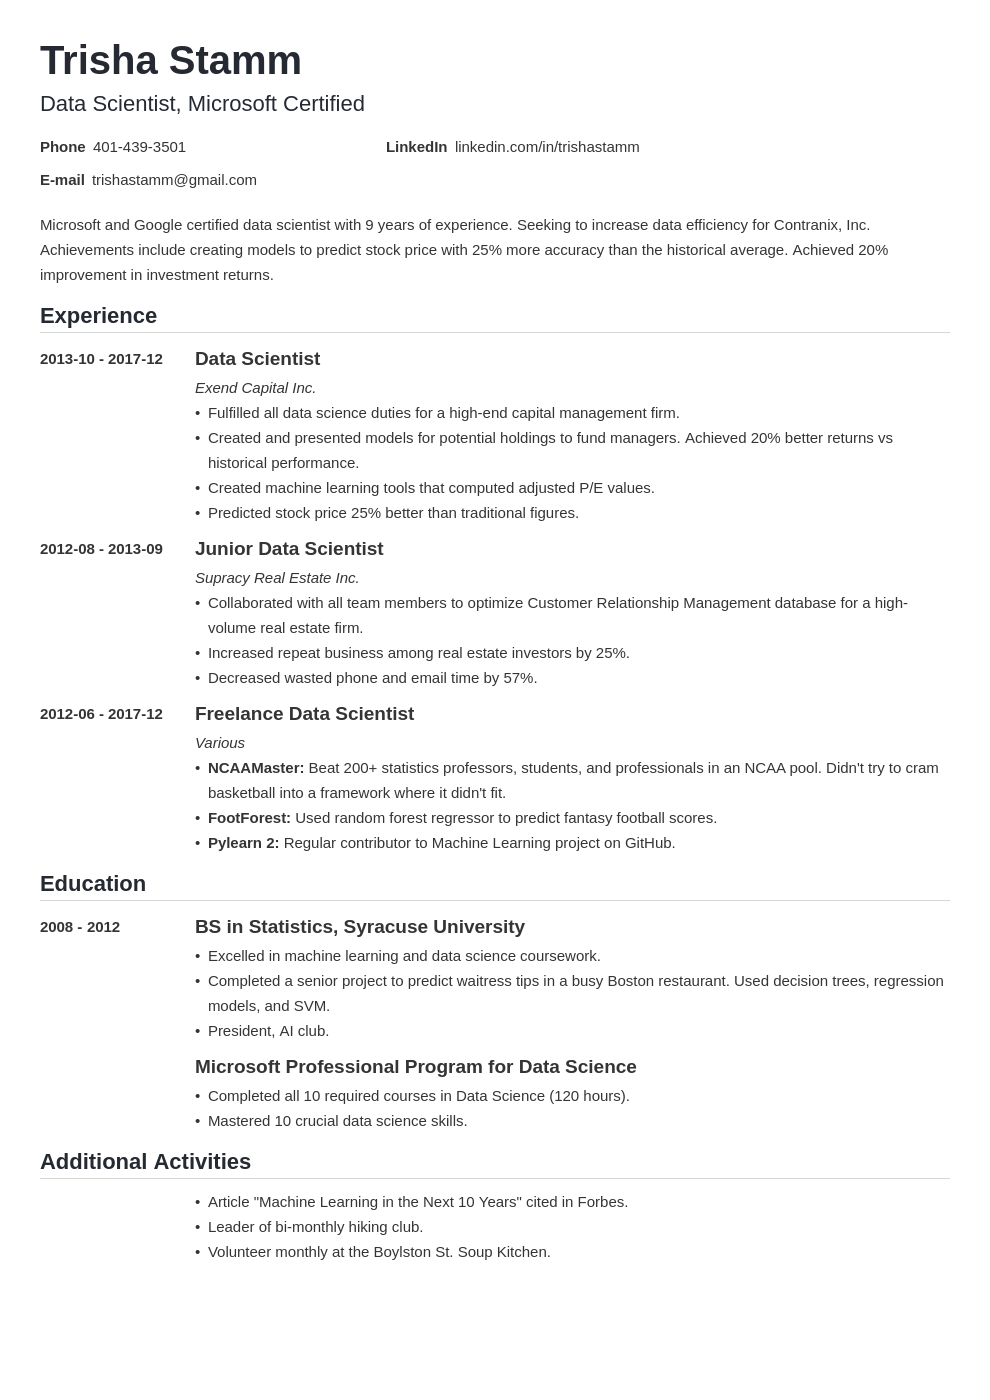 Trisha Stamm
Data Scientist, Microsoft Certified
Phone 401-439-3501 LinkedIn linkedin.com/in/trishastamm
E-mail trishastamm@gmail.com
Microsoft and Google certified data scientist with 9 years of experience. Seeking to increase data efficiency for Contranix, Inc.
Achievements include creating models to predict stock price with 25% more accuracy than the historical average. Achieved 20%
improvement in investment returns.
Experience
2013-10 - 2017-12 Data Scientist
Exend Capital Inc.
• Fulfilled all data science duties for a high-end capital management firm.
• Created and presented models for potential holdings to fund managers. Achieved 20% better returns vs
historical performance.
• Created machine learning tools that computed adjusted P/E values.
• Predicted stock price 25% better than traditional figures.
2012-08 - 2013-09 Junior Data Scientist
Supracy Real Estate Inc.
• Collaborated with all team members to optimize Customer Relationship Management database for a high-
volume real estate firm.
• Increased repeat business among real estate investors by 25%.
• Decreased wasted phone and email time by 57%.
2012-06 - 2017-12 Freelance Data Scientist
Various
• NCAAMaster: Beat 200+ statistics professors, students, and professionals in an NCAA pool. Didn't try to cram
basketball into a framework where it didn't fit.
• FootForest: Used random forest regressor to predict fantasy football scores.
• Pylearn 2: Regular contributor to Machine Learning project on GitHub.
Education
2008 - 2012 BS in Statistics, Syracuse University
• Excelled in machine learning and data science coursework.
• Completed a senior project to predict waitress tips in a busy Boston restaurant. Used decision trees, regression
models, and SVM.
• President, AI club.
Microsoft Professional Program for Data Science
• Completed all 10 required courses in Data Science (120 hours).
• Mastered 10 crucial data science skills.
Additional Activities
• Article "Machine Learning in the Next 10 Years" cited in Forbes.
• Leader of bi-monthly hiking club.
• Volunteer monthly at the Boylston St. Soup Kitchen.